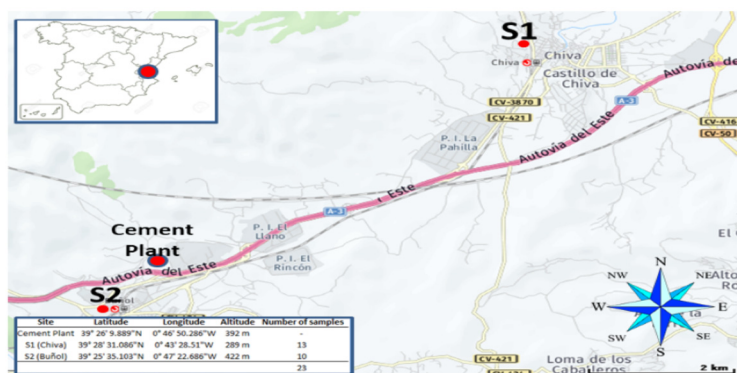 S1
Chiva
Chiva
Castillo de
Chiva
Autovía de
A-3
CV-3870
CV-421
CV-416
CV-50
P. I. La
Pahilla
Autovía del Este
Este
A-3
P. I. El
Llano
P. I. El
Rincón
Cement
Plant
Autovía del Este
S2
El
N
NW
NE
W
E
SW
SE
S
Alto
CV-421
Loma de los
Caballeros
2 km
Site Latitude Longitude Altitude Number of samples
Cement Plant 39° 26'9.889"N 0° 46'50.286"W 392 m -
S1 (Chiva) 39° 28'31.086"N 0° 43'28.51"W 289 m 13
S2 (Buñol) 39° 25'35.103"N 0° 47'22.686"W 422 m 10
23